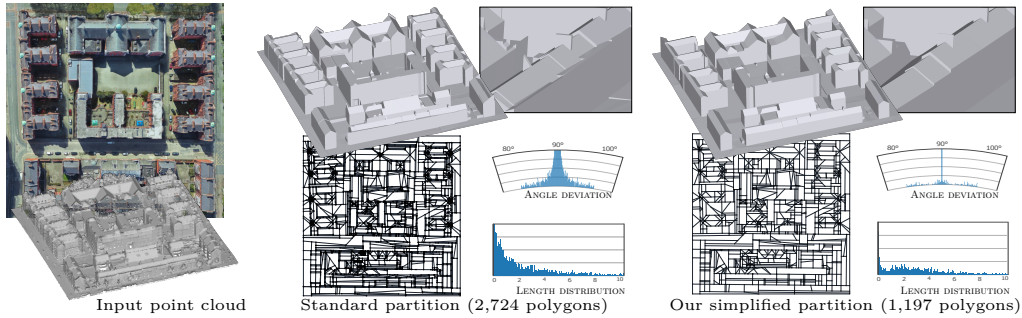 80° 90° 100°
ANGLE DEVIATION
0 2 4 6 8 10
LENGTH DISTRIBUTION
80° 90° 100°
ANGLE DEVIATION
0 2 4 6 8 10
LENGTH DISTRIBUTION
Input point cloud
Standard partition (2,724 polygons)
Our simplified partition (1,197 polygons)